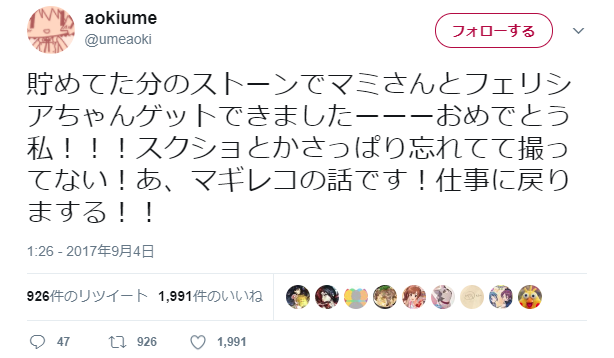 aokiume
@umeaoki
フォローする
貯めてた分のストーンでマミさんとフェリシ
アちゃんゲットできましたーーーおめでとう
私！！！スクショとかさっぱり忘れてて撮っ
てない！あ、マギレコの話です！仕事に戻り
まする！！
1:26 - 2017年9月4日
926件のリツイート 1,991件のいいね
47 926 1,991